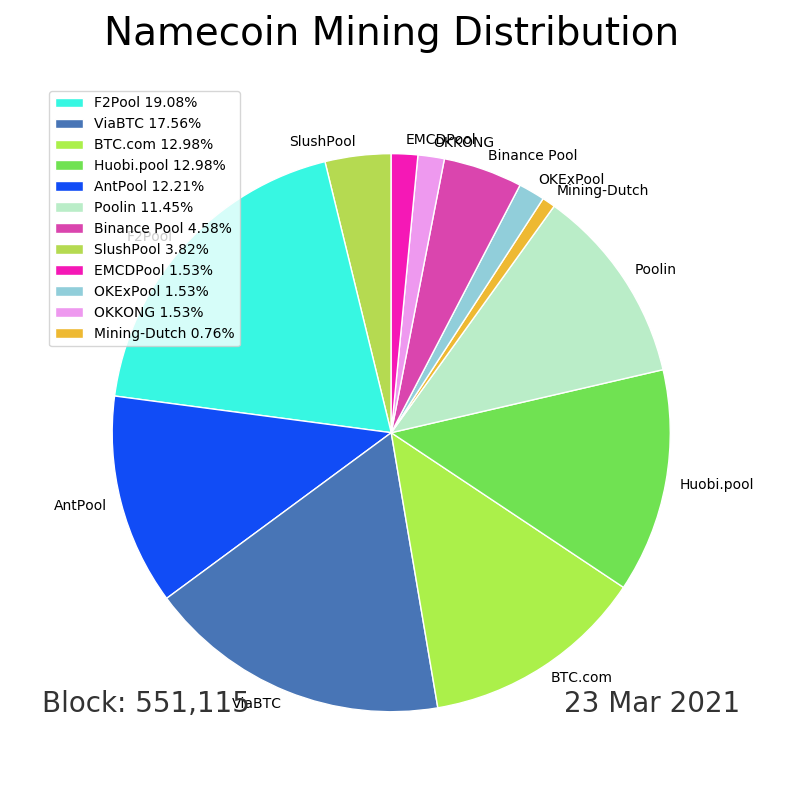 Namecoin Mining Distribution
F2Pool 19.08%
ViaBTC 17.56%
BTC.com 12.98%
Huobi.pool 12.98%
AntPool 12.21%
Poolin 11.45%
Binance Pool 4.58%
SlushPool 3.82%
EMCDPool 1.53%
OKExPool 1.53%
OKKONG 1.53%
Mining-Dutch 0.76%
SlushPool
EMCDPool
OKKONG
Binance Pool
OKExPool
Mining-Dutch
F2Pool
Poolin
Huobi.pool
AntPool
BTC.com
ViaBTC
Block: 551,115
23 Mar 2021